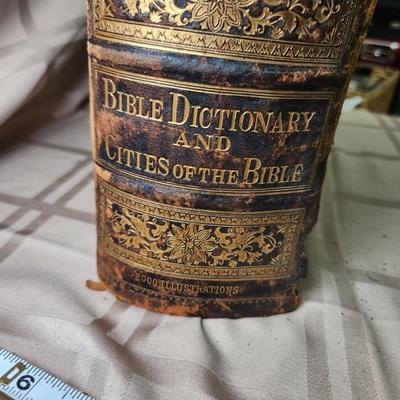 BIBLE DICTIONARY
AND
CITIES OF THE BIBLE
2000 ILLUSTRATIONS
6